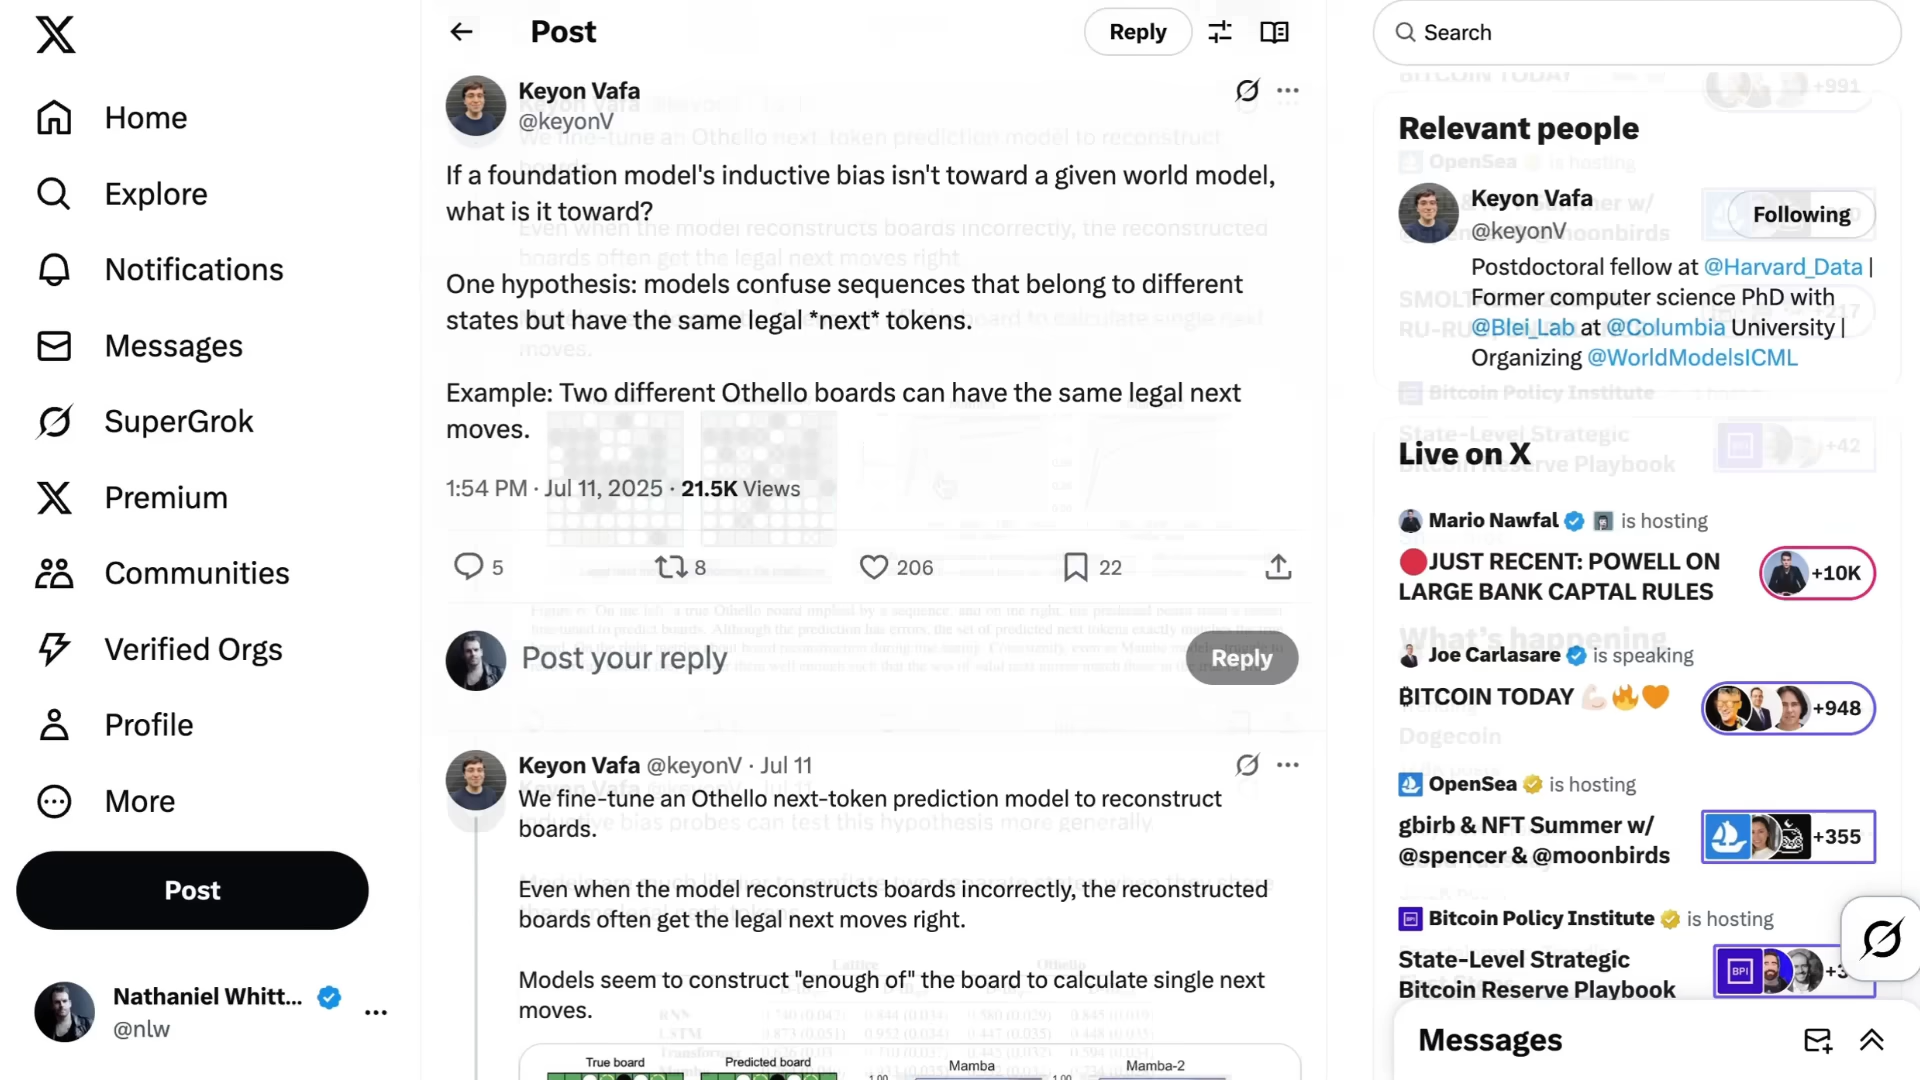 Home
Explore
Notifications
Messages
SuperGrok
Premium
Communities
Verified Orgs
Profile
More
Post
Nathaniel Whitt...
@nlw
Post
Reply
Keyon Vafa
@keyonV
If a foundation model's inductive bias isn't toward a given world model,
what is it toward?
One hypothesis: models confuse sequences that belong to different
states but have the same legal *next* tokens.
Example: Two different Othello boards can have the same legal next
moves.
1:54 PM · Jul 11, 2025 · 21.5K Views
5
8
206
22
Post your reply
Reply
Keyon Vafa @keyonV · Jul 11
We fine-tune an Othello next-token prediction model to reconstruct
boards.
Even when the model reconstructs boards incorrectly, the reconstructed
boards often get the legal next moves right.
Models seem to construct "enough of" the board to calculate single next
moves.
True board
Predicted board
Mamba
Mamba-2
1.00
1.00
Search
Relevant people
Keyon Vafa
@keyonV
Following
Postdoctoral fellow at @Harvard_Data |
Former computer science PhD with
@Blei_Lab at @Columbia University |
Organizing @WorldModelsICML
Live on X
Mario Nawfal is hosting
JUST RECENT: POWELL ON
LARGE BANK CAPTAL RULES
+10K
Joe Carlasare is speaking
₿ITCOIN TODAY
+948
OpenSea is hosting
gbirb & NFT Summer w/
@spencer & @moonbirds
+355
Bitcoin Policy Institute is hosting
State-Level Strategic
Bitcoin Reserve Playbook
BPI
Messages